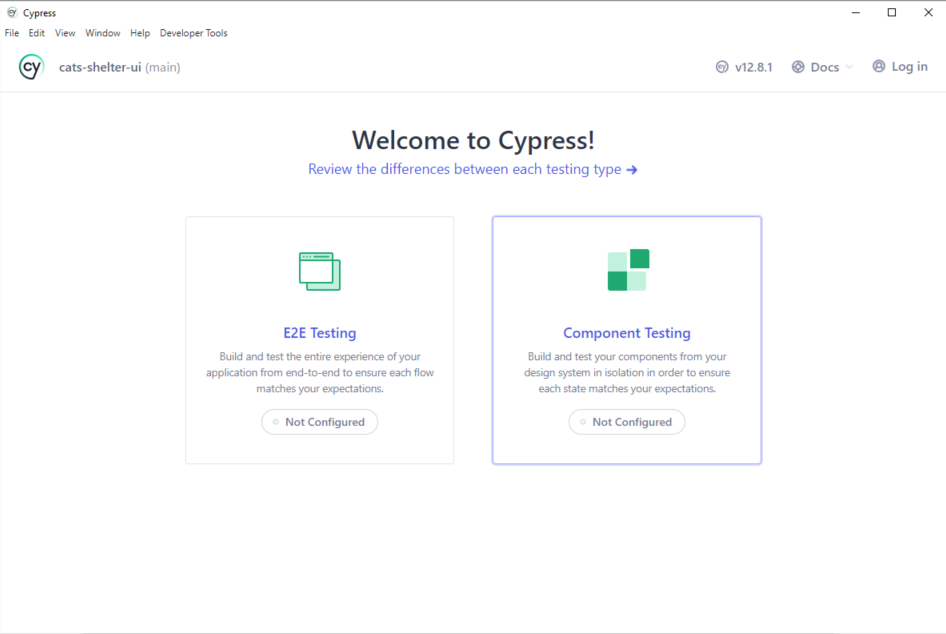 Cypress
File Edit View Window Help Developer Tools
cy cats-shelter-ui (main) v12.8.1 Docs Log in
Welcome to Cypress!
Review the differences between each testing type →
E2E Testing
Build and test the entire experience of your
application from end-to-end to ensure each flow
matches your expectations.
Not Configured
Component Testing
Build and test your components from your
design system in isolation in order to ensure
each state matches your expectations.
Not Configured